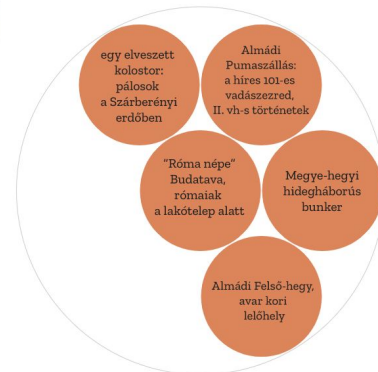 egy elveszett
kolostor:
pálosok
a Szárberényi
erdőben
Almádi
Pumaszállás:
a híres 101-es
vadászezred,
II. vh-s történetek
"Róma népe"
Budatava,
rómaiak
a lakótelep alatt
Megye-hegyi
hidegháborús
bunker
Almádi Felső-hegy,
avar kori
lelőhely